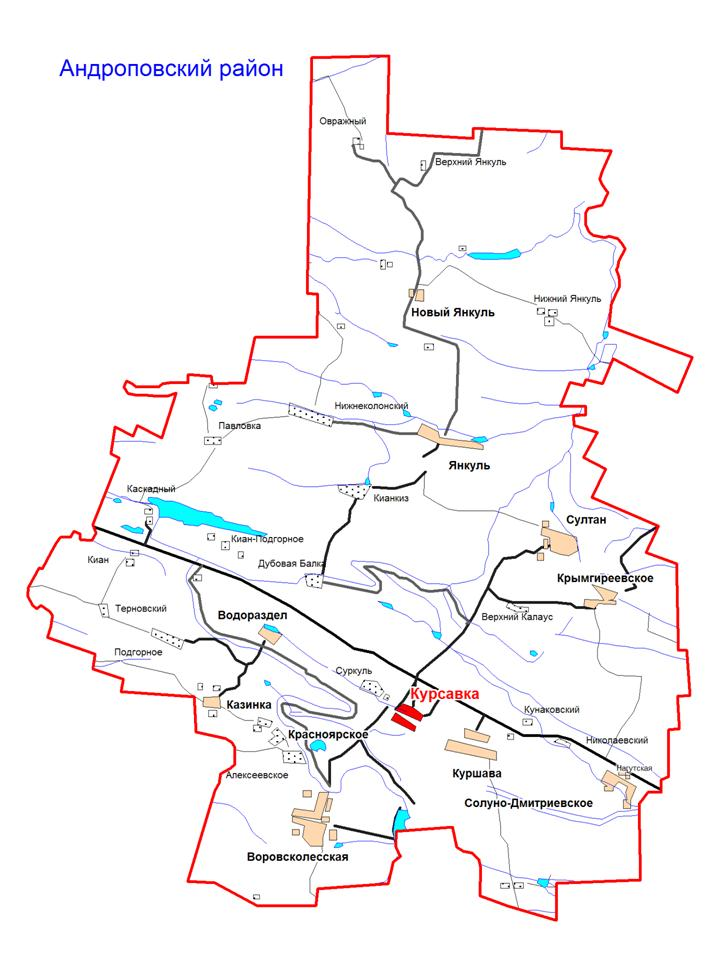 Андроповский район
Овражный
Верхний Янкуль
Нижний Янкуль
Новый Янкуль
Нижнеколонский
Павловка
Янкуль
Каскадный
Кианкиз
Султан
Киан-Подгорное
Киан
Дубовая Балка
Крымгиреевское
Терновский
Водораздел
Верхний Калаус
Подгорное
Суркуль
Курсавка
Казинка
Кунаковский
Красноярское
Николаевский
Нагутская
Алексеевское
Куршава
Солуно-Дмитриевское
Воровсколесская